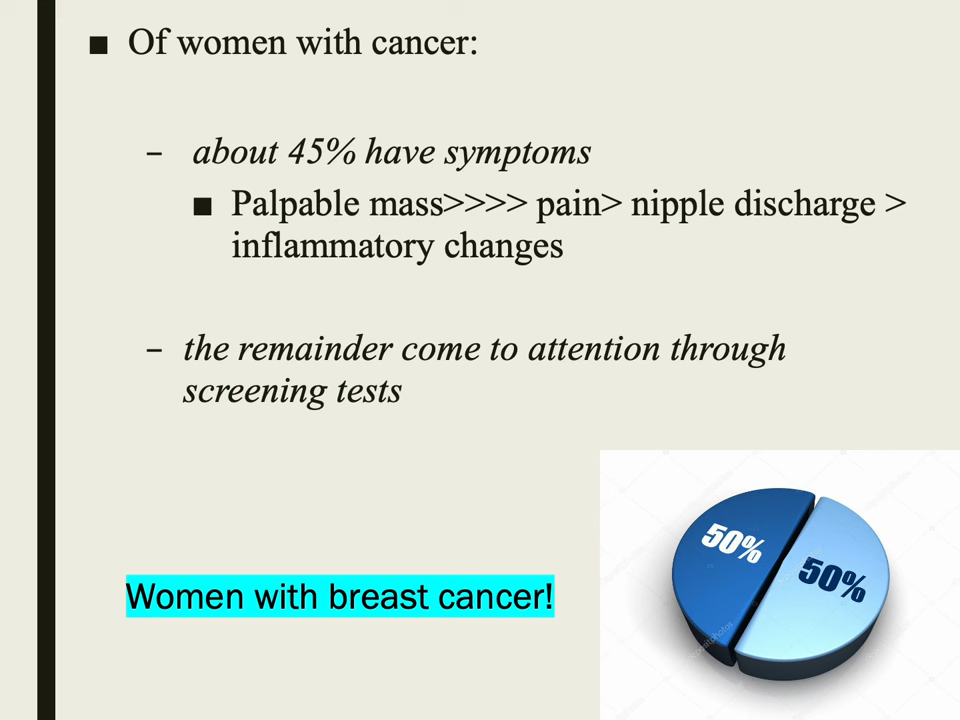 ■ Of women with cancer:
– about 45% have symptoms
■ Palpable mass>>>> pain> nipple discharge >
inflammatory changes
– the remainder come to attention through
screening tests
50%
50%
Women with breast cancer!